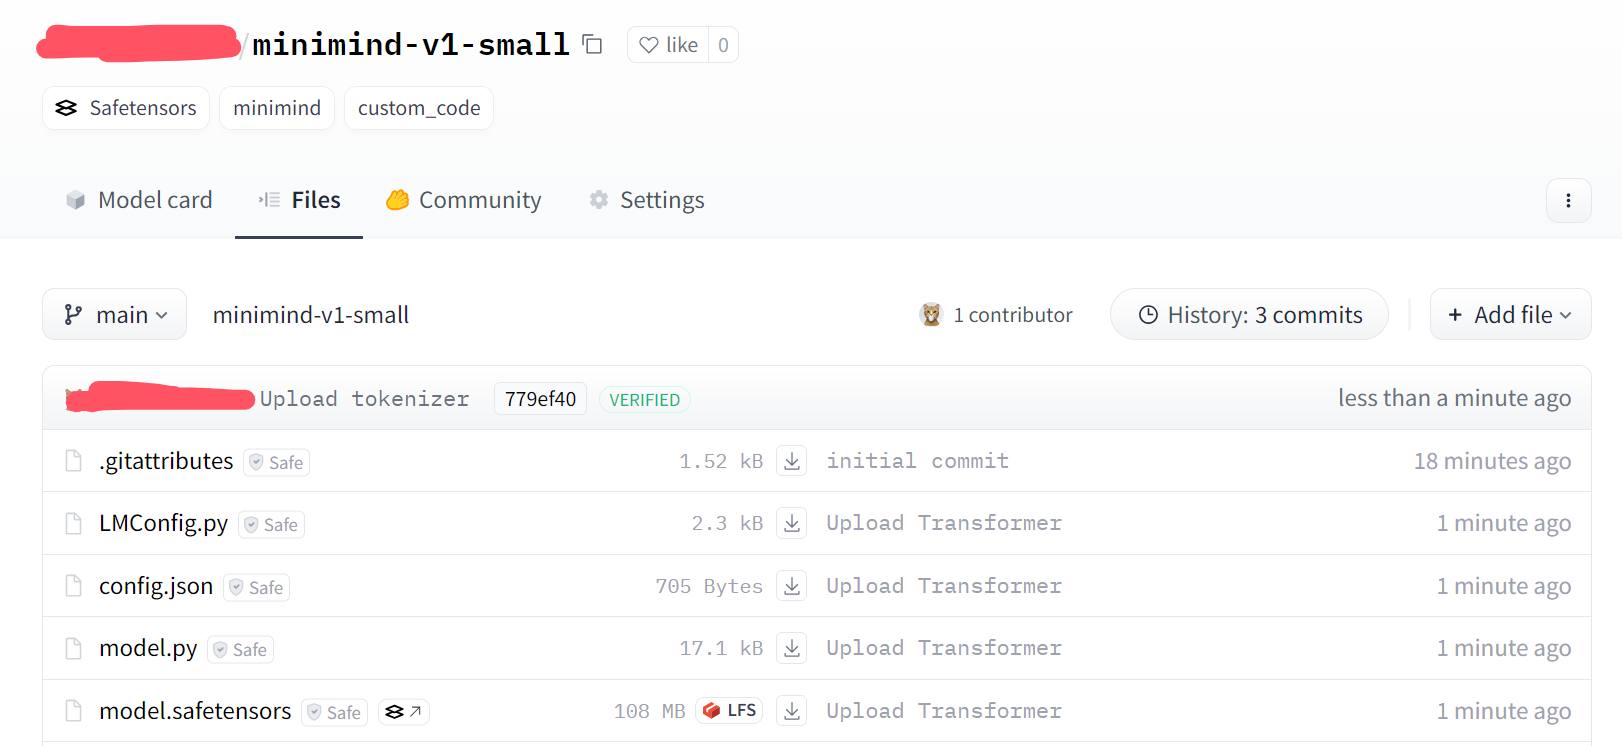 /minimind-v1-small like 0
Safetensors minimind custom_code
Model card Files Community Settings
main minimind-v1-small 1 contributor History: 3 commits + Add file
Upload tokenizer 779ef40 VERIFIED less than a minute ago
.gitattributes Safe 1.52 kB initial commit 18 minutes ago
LMConfig.py Safe 2.3 kB Upload Transformer 1 minute ago
config.json Safe 705 Bytes Upload Transformer 1 minute ago
model.py Safe 17.1 kB Upload Transformer 1 minute ago
model.safetensors Safe 108 MB LFS Upload Transformer 1 minute ago